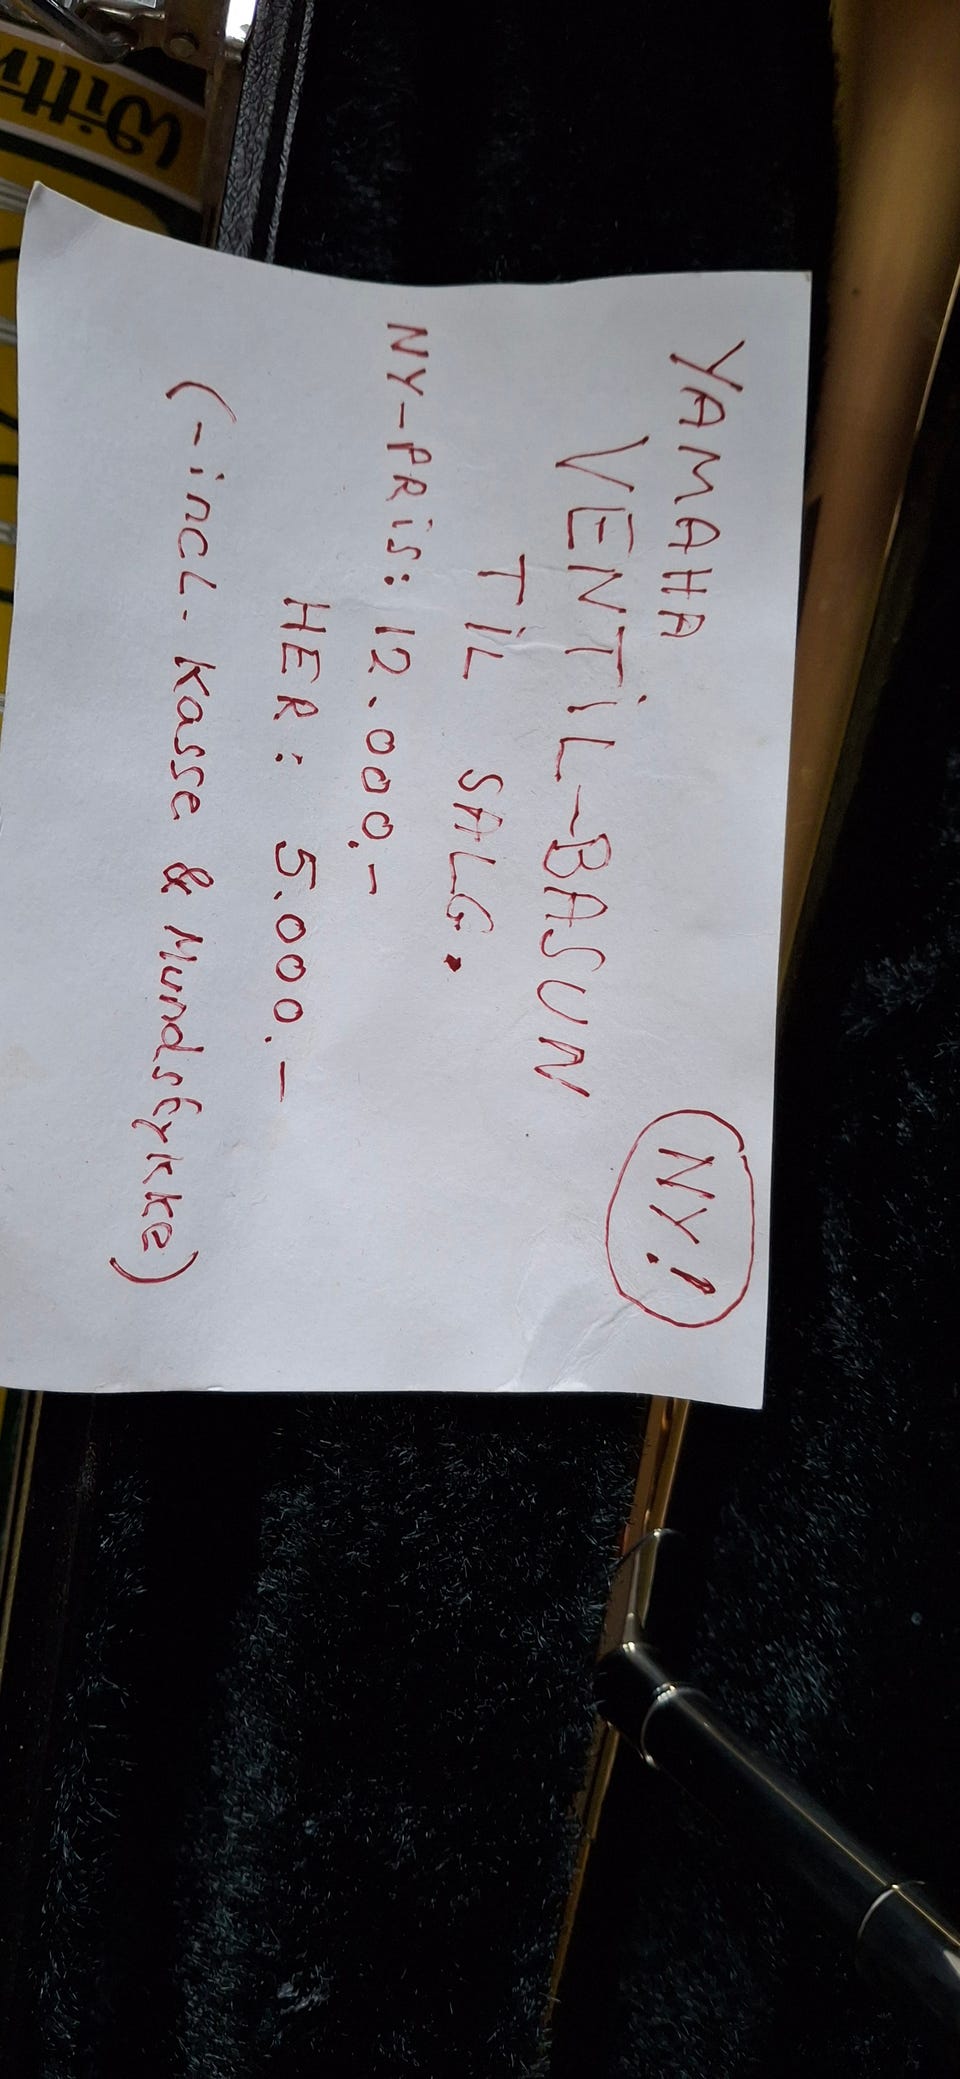 YAMAHA
NY!
VENTIL-BASUN
TIL SALG.
NY-PRIS: 12.000.-
HER: 5.000.-
(-incl. Kasse & Mundstykke)